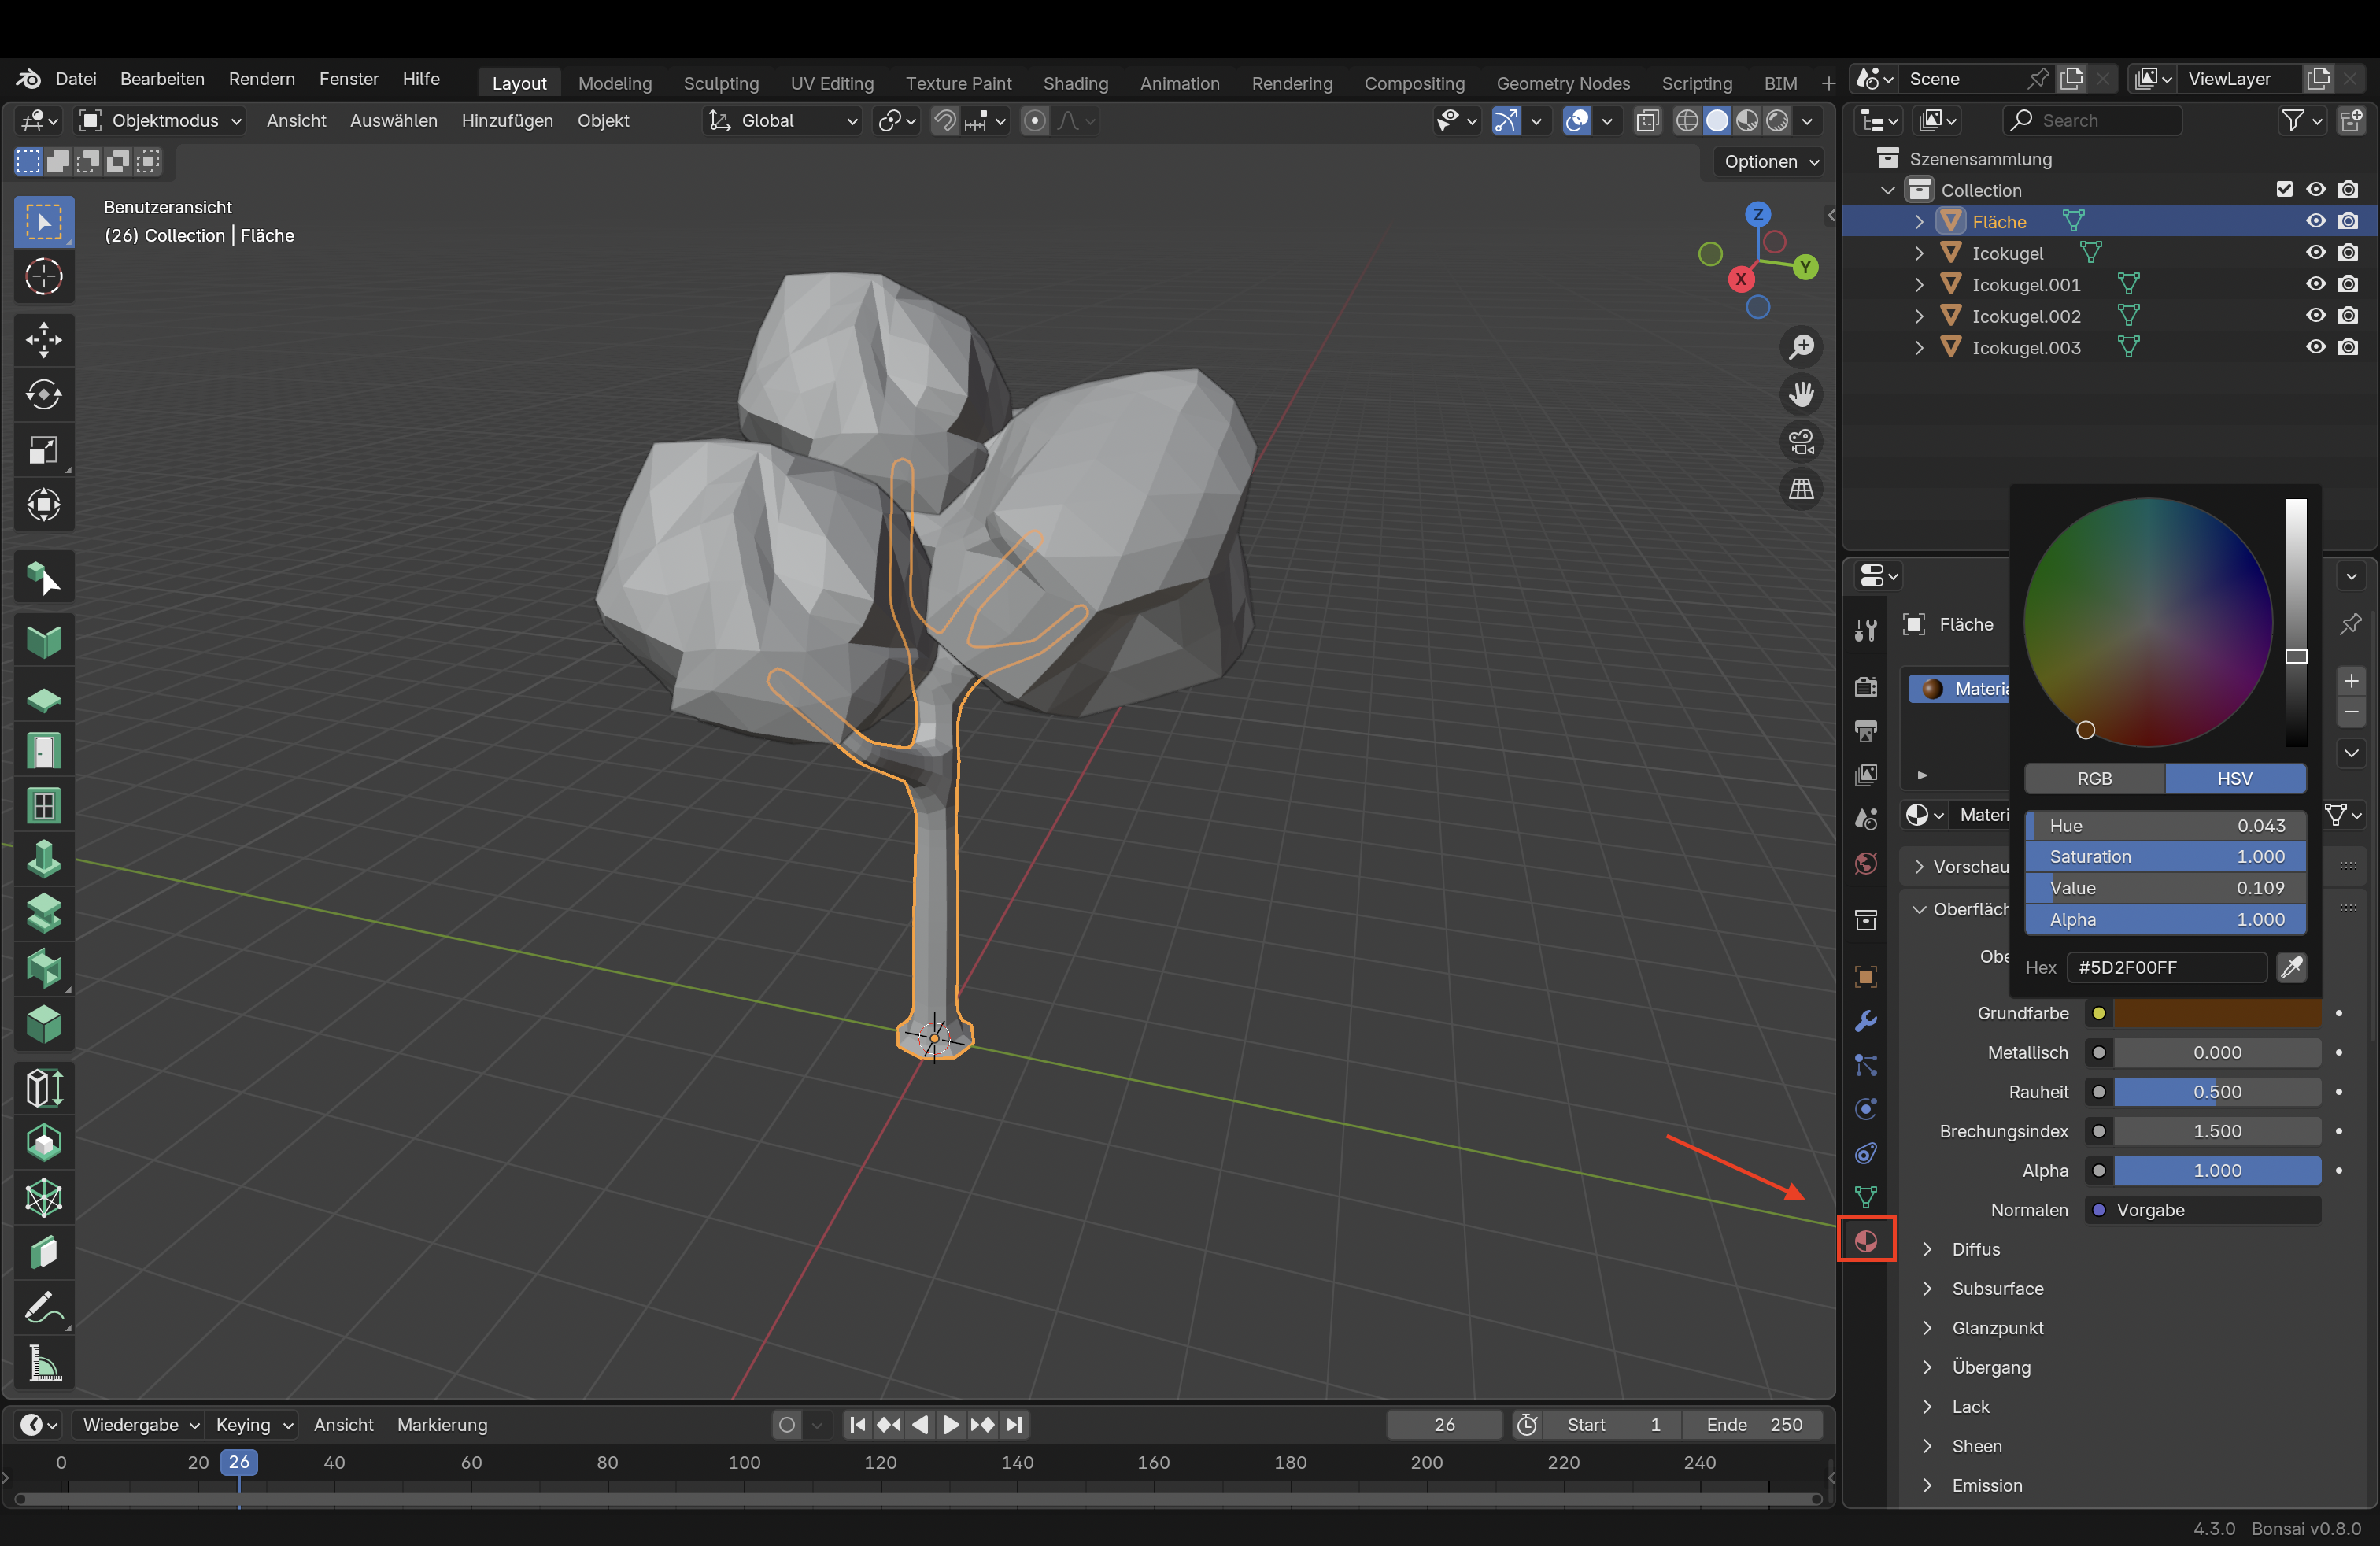 Datei Bearbeiten Rendern Fenster Hilfe Layout Modeling Sculpting UV Editing Texture Paint Shading Animation Rendering Compositing Geometry Nodes Scripting BIM + Scene ViewLayer
Objektmodus Ansicht Auswählen Hinzufügen Objekt Global Search
Optionen
Benutzeransicht
(26) Collection | Fläche
Z
Y
X
Szenensammlung
Collection
Fläche
Icokugel
Icokugel.001
Icokugel.002
Icokugel.003
Fläche
Materia
RGB HSV
Materi
Hue 0.043
Vorschau
Saturation 1.000
Value 0.109
Oberfläch
Alpha 1.000
Obe
Hex #5D2F00FF
Grundfarbe
Metallisch 0.000
Rauheit 0.500
Brechungsindex 1.500
Alpha 1.000
Normalen Vorgabe
Diffus
Subsurface
Glanzpunkt
Übergang
Lack
Sheen
Emission
Wiedergabe Keying Ansicht Markierung 26 Start 1 Ende 250
0 20 26 40 60 80 100 120 140 160 180 200 220 240
4.3.0 Bonsai v0.8.0